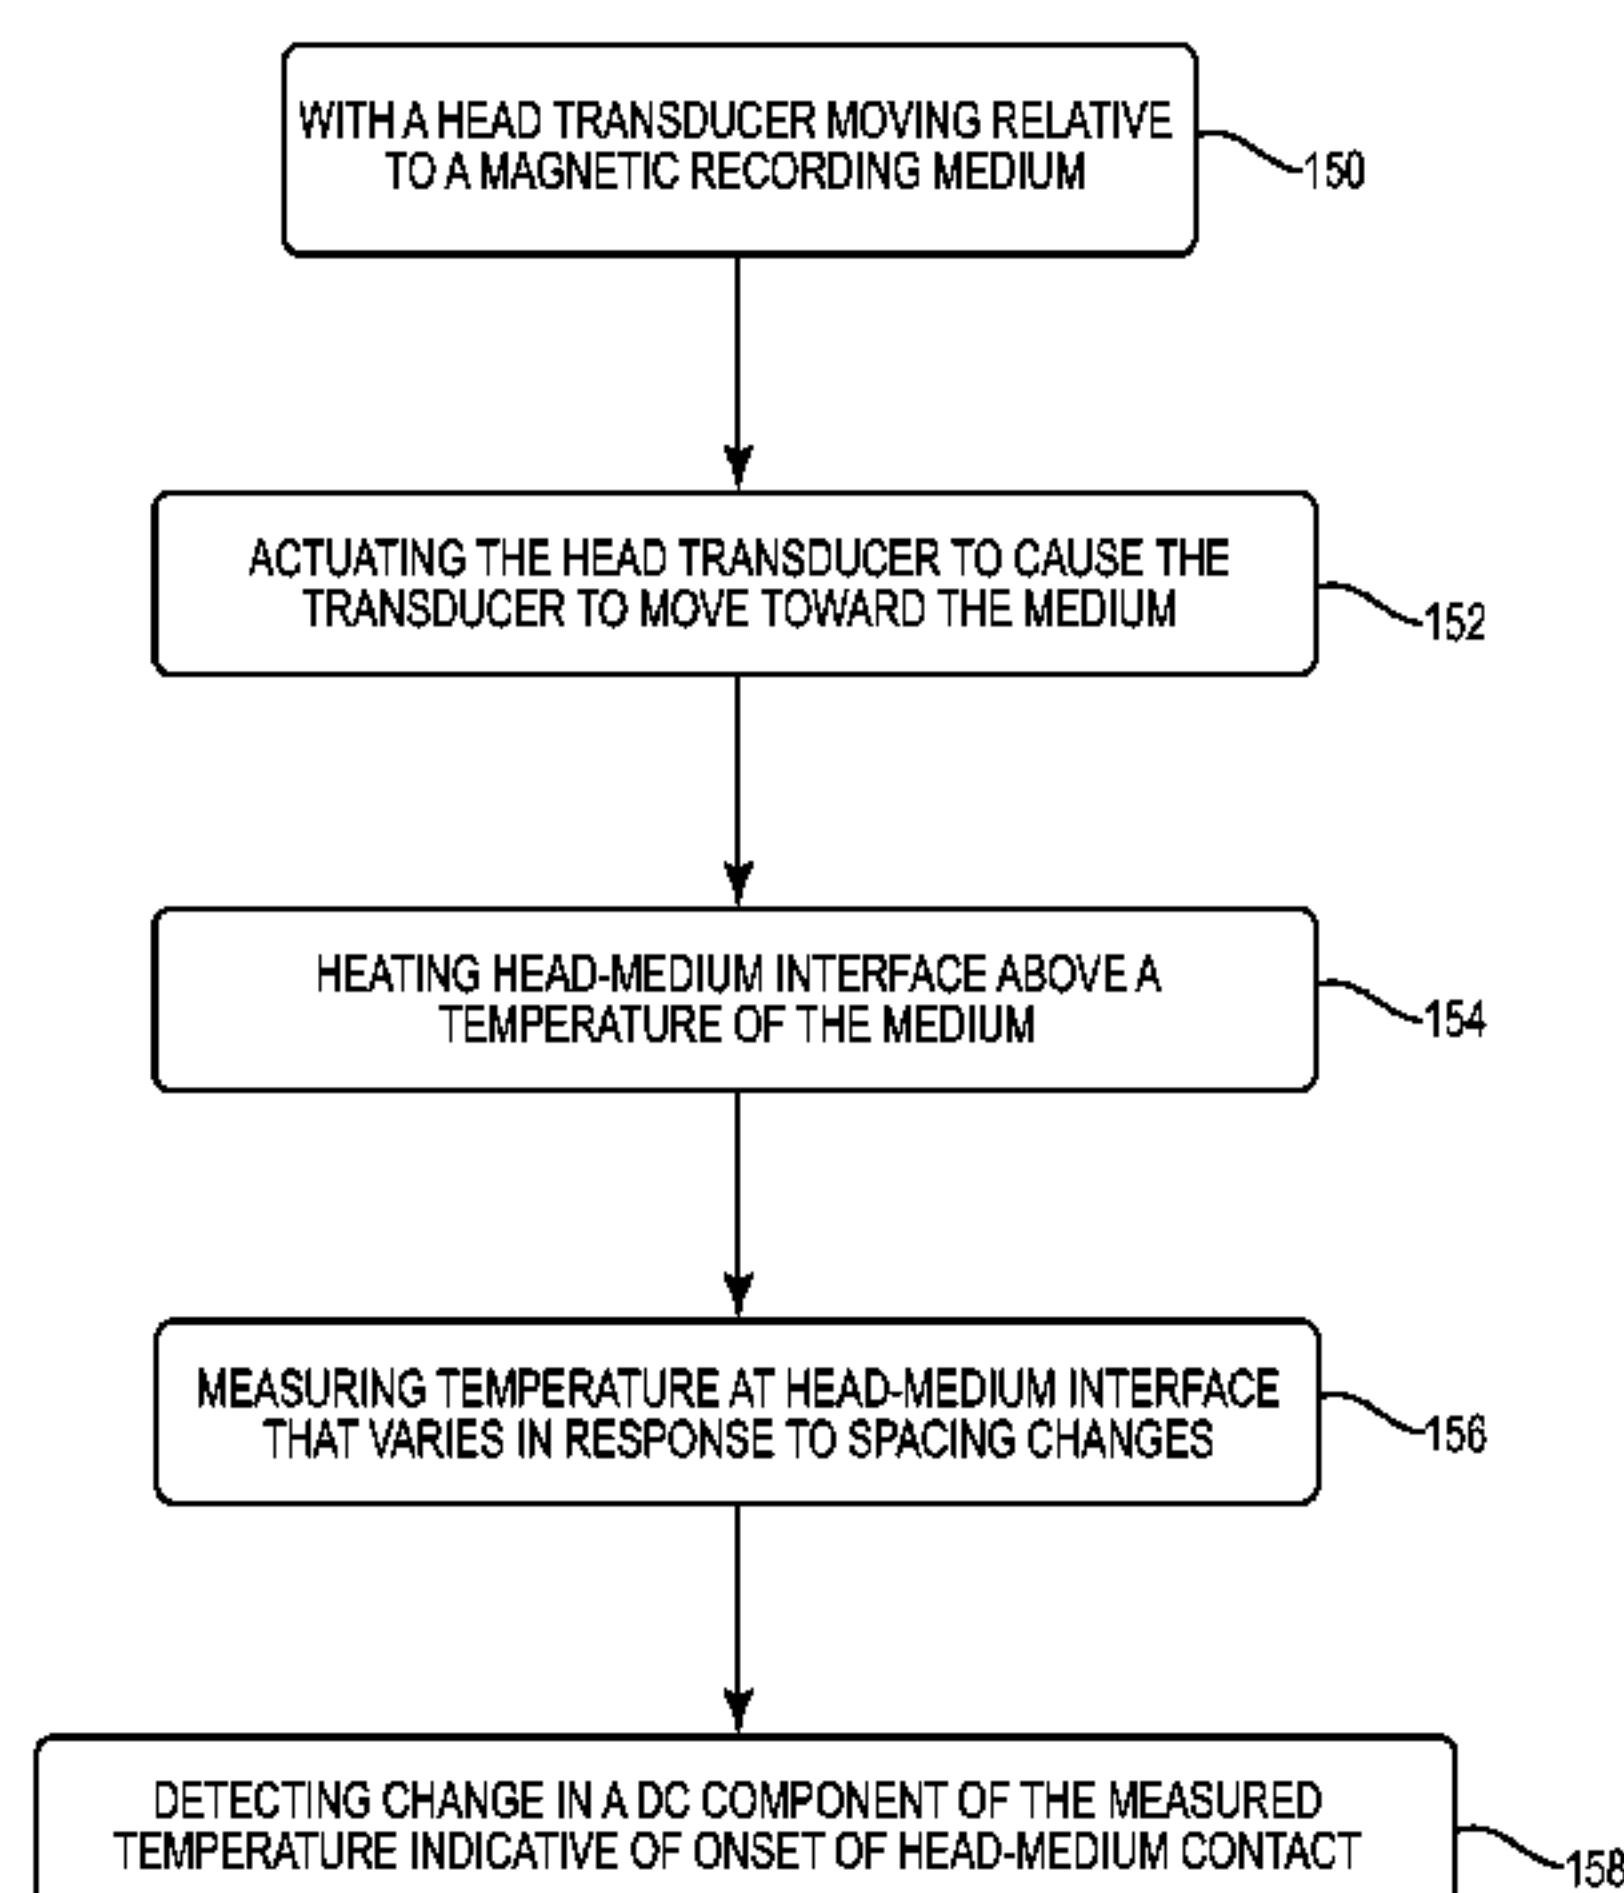 WITH A HEAD TRANSDUCER MOVING RELATIVE
TO A MAGNETIC RECORDING MEDIUM
150
ACTUATING THE HEAD TRANSDUCER TO CAUSE THE
TRANSDUCER TO MOVE TOWARD THE MEDIUM
152
HEATING HEAD-MEDIUM INTERFACE ABOVE A
TEMPERATURE OF THE MEDIUM
154
MEASURING TEMPERATURE AT HEAD-MEDIUM INTERFACE
THAT VARIES IN RESPONSE TO SPACING CHANGES
156
DETECTING CHANGE IN A DC COMPONENT OF THE MEASURED
TEMPERATURE INDICATIVE OF ONSET OF HEAD-MEDIUM CONTACT
158